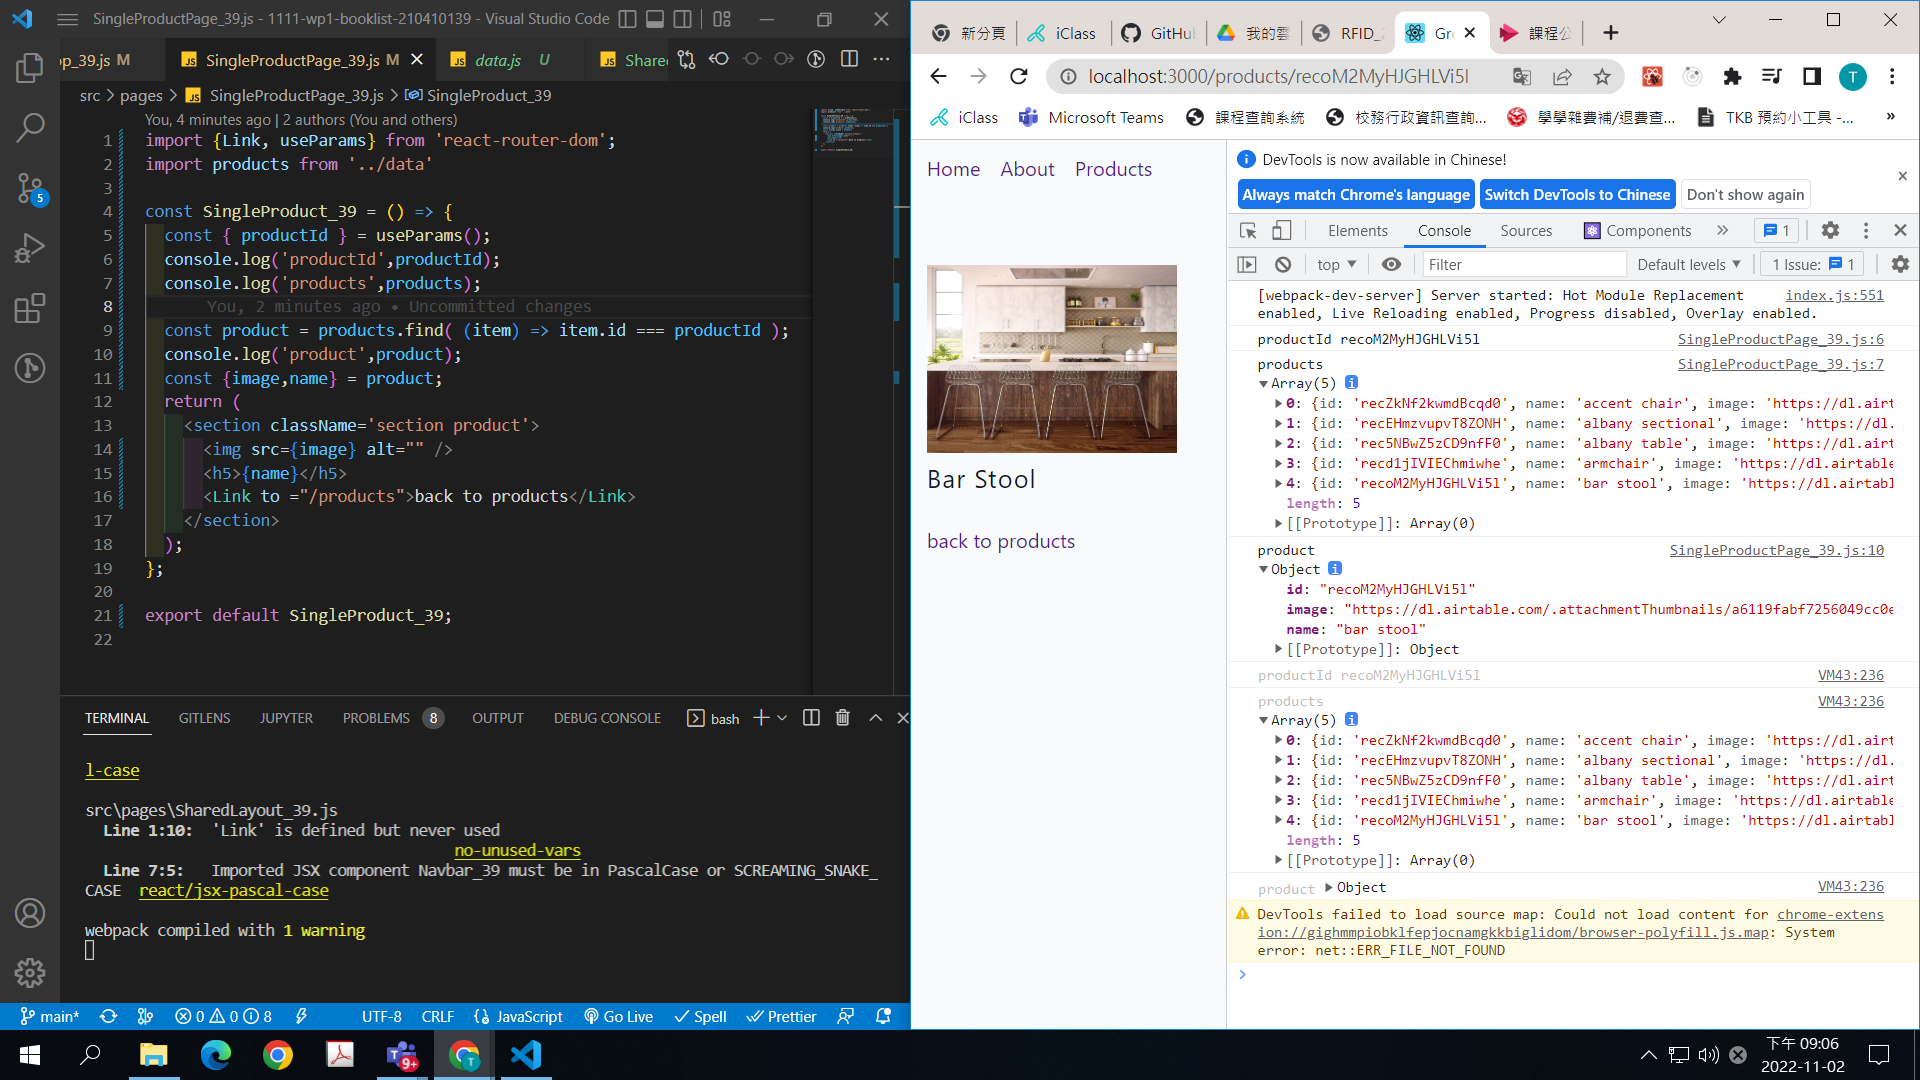 SingleProductPage_39.js - 1111-wp1-booklist-210410139 - Visual Studio Code
pp_39.js M
SingleProductPage_39.js M
data.js U
Share
src > pages > SingleProductPage_39.js > SingleProduct_39
You, 4 minutes ago | 2 authors (You and others)
1 import {Link, useParams} from 'react-router-dom';
2 import products from '../data'
3
4 const SingleProduct_39 = () => {
5 const { productId } = useParams();
6 console.log('productId',productId);
7 console.log('products',products);
8 You, 2 minutes ago • Uncommitted changes
9 const product = products.find( (item) => item.id === productId );
10 console.log('product',product);
11 const {image,name} = product;
12 return (
13 <section className='section product'>
14 <img src={image} alt="" />
15 <h5>{name}</h5>
16 <Link to ="/products">back to products</Link>
17 </section>
18 );
19 };
20
21 export default SingleProduct_39;
22
5
TERMINAL GITLENS JUPYTER PROBLEMS 8 OUTPUT DEBUG CONSOLE bash
l-case
src\pages\SharedLayout_39.js
Line 1:10: 'Link' is defined but never used
no-unused-vars
Line 7:5: Imported JSX component Navbar_39 must be in PascalCase or SCREAMING_SNAKE_
CASE react/jsx-pascal-case
webpack compiled with 1 warning
main* 0 0 8 UTF-8 CRLF JavaScript Go Live Spell Prettier
新分頁
iClass
GitHu
我的雲
RFID_
Gr
課程公
localhost:3000/products/recoM2MyHJGHLVi5l
T
iClass Microsoft Teams 課程查詢系統 校務行政資訊查詢... 學學雜費補/退費查... TKB 預約小工具 -... »
Home About Products
Bar Stool
back to products
DevTools is now available in Chinese!
Always match Chrome's language Switch DevTools to Chinese Don't show again
Elements Console Sources Components » 1
top Filter Default levels 1 Issue: 1
[webpack-dev-server] Server started: Hot Module Replacement index.js:551
enabled, Live Reloading enabled, Progress disabled, Overlay enabled.
productId recoM2MyHJGHLVi5l SingleProductPage_39.js:6
products SingleProductPage_39.js:7
Array(5)
0: {id: 'recZkNf2kwmdBcqd0', name: 'accent chair', image: 'https://dl.airt
1: {id: 'recEHmzvupvT8ZONH', name: 'albany sectional', image: 'https://dl.
2: {id: 'rec5NBwZ5zCD9nfF0', name: 'albany table', image: 'https://dl.airt
3: {id: 'recd1jIVIEChmiwhe', name: 'armchair', image: 'https://dl.airtable
4: {id: 'recoM2MyHJGHLVi5l', name: 'bar stool', image: 'https://dl.airtabl
length: 5
[[Prototype]]: Array(0)
product SingleProductPage_39.js:10
Object
id: "recoM2MyHJGHLVi5l"
image: "https://dl.airtable.com/.attachmentThumbnails/a6119fabf7256049cc0e
name: "bar stool"
[[Prototype]]: Object
productId recoM2MyHJGHLVi5l VM43:236
products VM43:236
Array(5)
0: {id: 'recZkNf2kwmdBcqd0', name: 'accent chair', image: 'https://dl.airt
1: {id: 'recEHmzvupvT8ZONH', name: 'albany sectional', image: 'https://dl.
2: {id: 'rec5NBwZ5zCD9nfF0', name: 'albany table', image: 'https://dl.airt
3: {id: 'recd1jIVIEChmiwhe', name: 'armchair', image: 'https://dl.airtable
4: {id: 'recoM2MyHJGHLVi5l', name: 'bar stool', image: 'https://dl.airtabl
length: 5
[[Prototype]]: Array(0)
product Object VM43:236
DevTools failed to load source map: Could not load content for chrome-extens
ion://gighmmpiobklfepjocnamgkkbiglidom/browser-polyfill.js.map: System
error: net::ERR_FILE_NOT_FOUND
9+
T
下午 09:06
2022-11-02